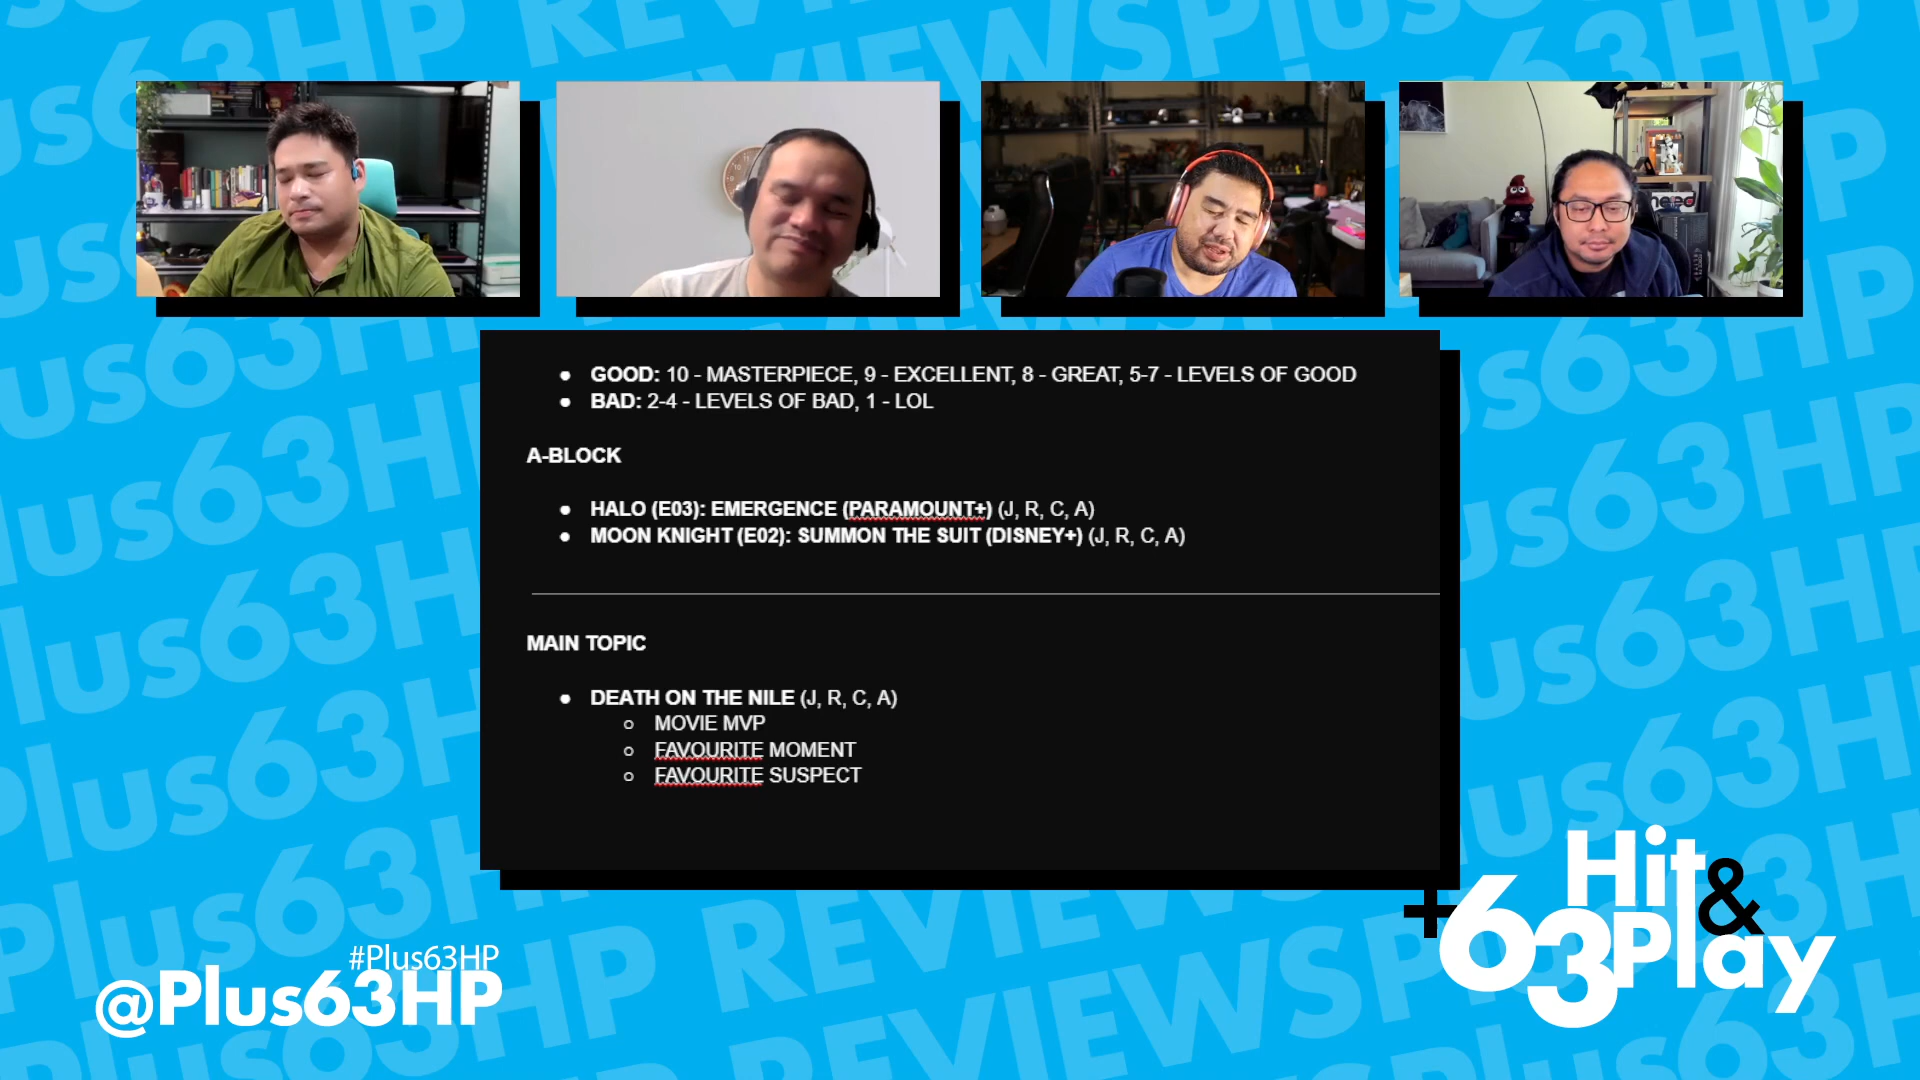 ● GOOD: 10 - MASTERPIECE, 9 - EXCELLENT, 8 - GREAT, 5-7 - LEVELS OF GOOD
● BAD: 2-4 - LEVELS OF BAD, 1 - LOL
A-BLOCK
● HALO (E03): EMERGENCE (PARAMOUNT+) (J, R, C, A)
● MOON KNIGHT (E02): SUMMON THE SUIT (DISNEY+) (J, R, C, A)
MAIN TOPIC
● DEATH ON THE NILE (J, R, C, A)
○ MOVIE MVP
○ FAVOURITE MOMENT
○ FAVOURITE SUSPECT
#Plus63HP
@Plus63HP
Hit &
+63 Play